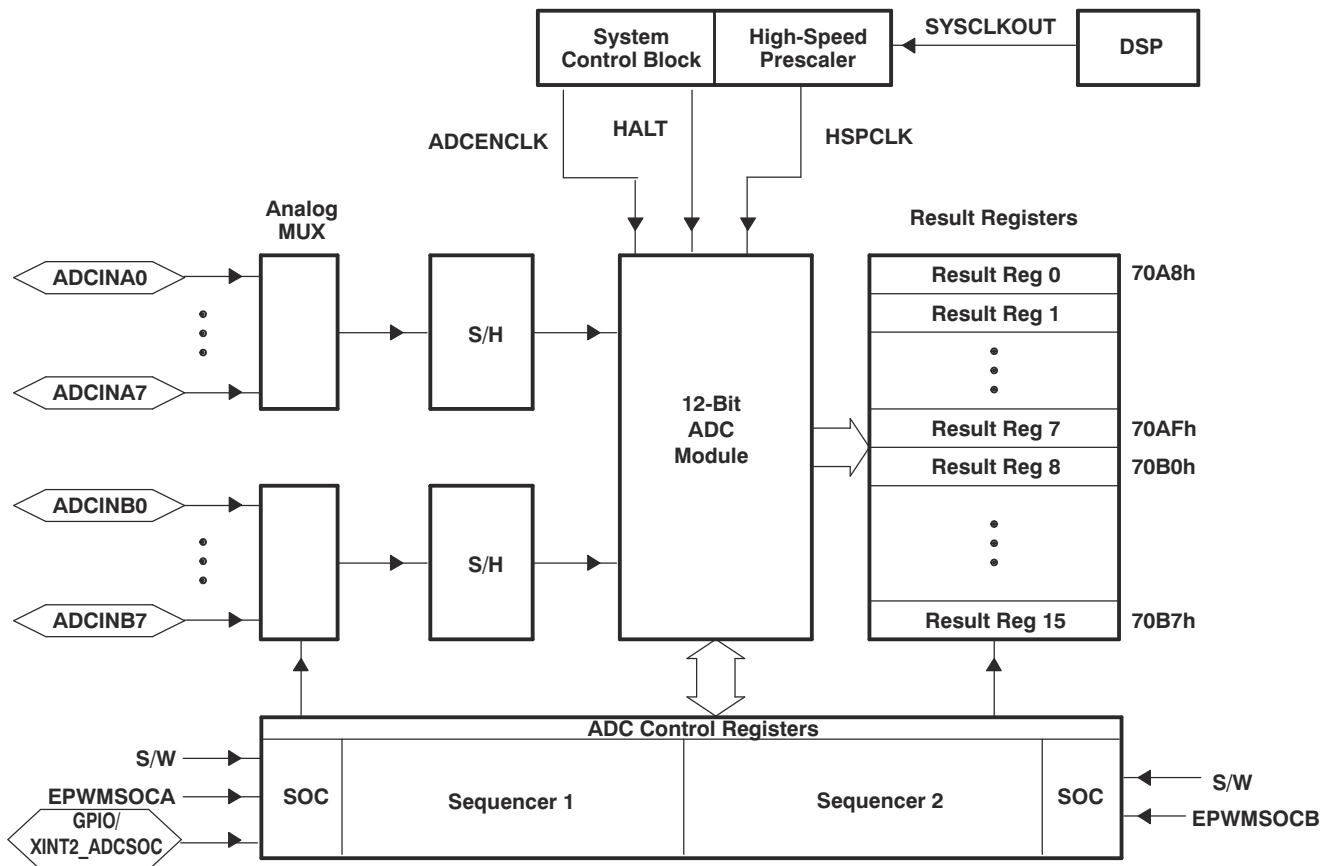 System
Control Block
High-Speed
Prescaler
SYSCLKOUT
DSP
ADCENCLK
HALT
HSPCLK
Analog
MUX
Result Registers
ADCINA0
ADCINA7
S/H
12-Bit
ADC
Module
Result Reg 0
70A8h
Result Reg 1
Result Reg 7
70AFh
Result Reg 8
70B0h
ADCINB0
ADCINB7
S/H
Result Reg 15
70B7h
ADC Control Registers
S/W
EPWMSOCA
GPIO/
XINT2_ADCSOC
SOC
Sequencer 1
Sequencer 2
SOC
S/W
EPWMSOCB